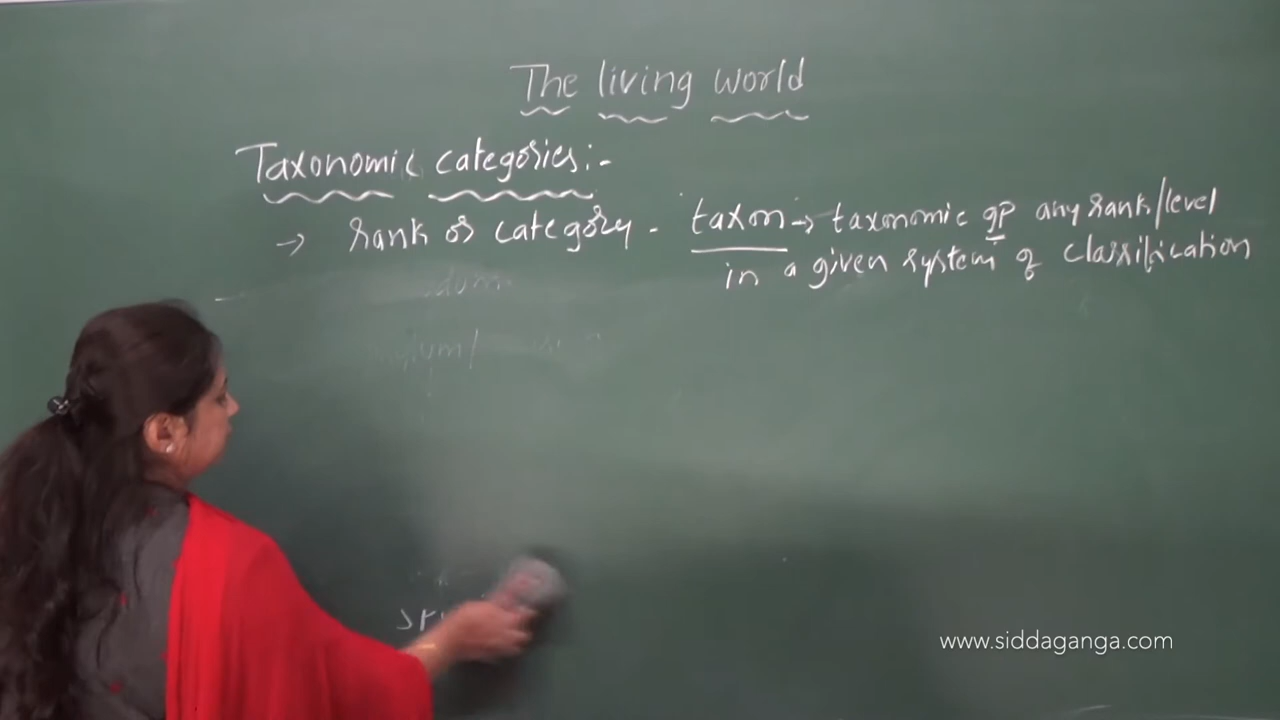 The living world
Taxonomic categories:-
→ Rank or category - taxon → taxonomic gp any Rank/level
in a given system of classification
www.siddaganga.com